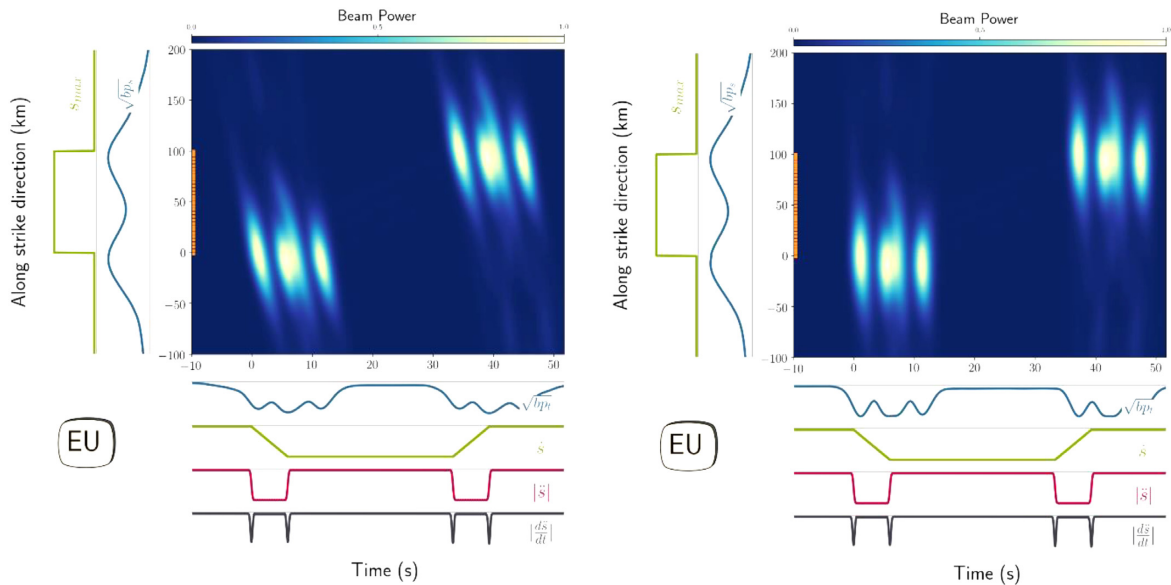 Beam Power
0.0 0.5 1.0
Along strike direction (km)
s_max
√bp_s
200
150
100
50
0
−50
−100
−10 0 10 20 30 40 50
√bp_t
ṡ
|s̈|
|ds̈/dt|
EU
Time (s)
Beam Power
0.0 0.5 1.0
Along strike direction (km)
s_max
√bp_s
200
150
100
50
0
−50
−100
−10 0 10 20 30 40 50
√bp_t
ṡ
|s̈|
|ds̈/dt|
EU
Time (s)